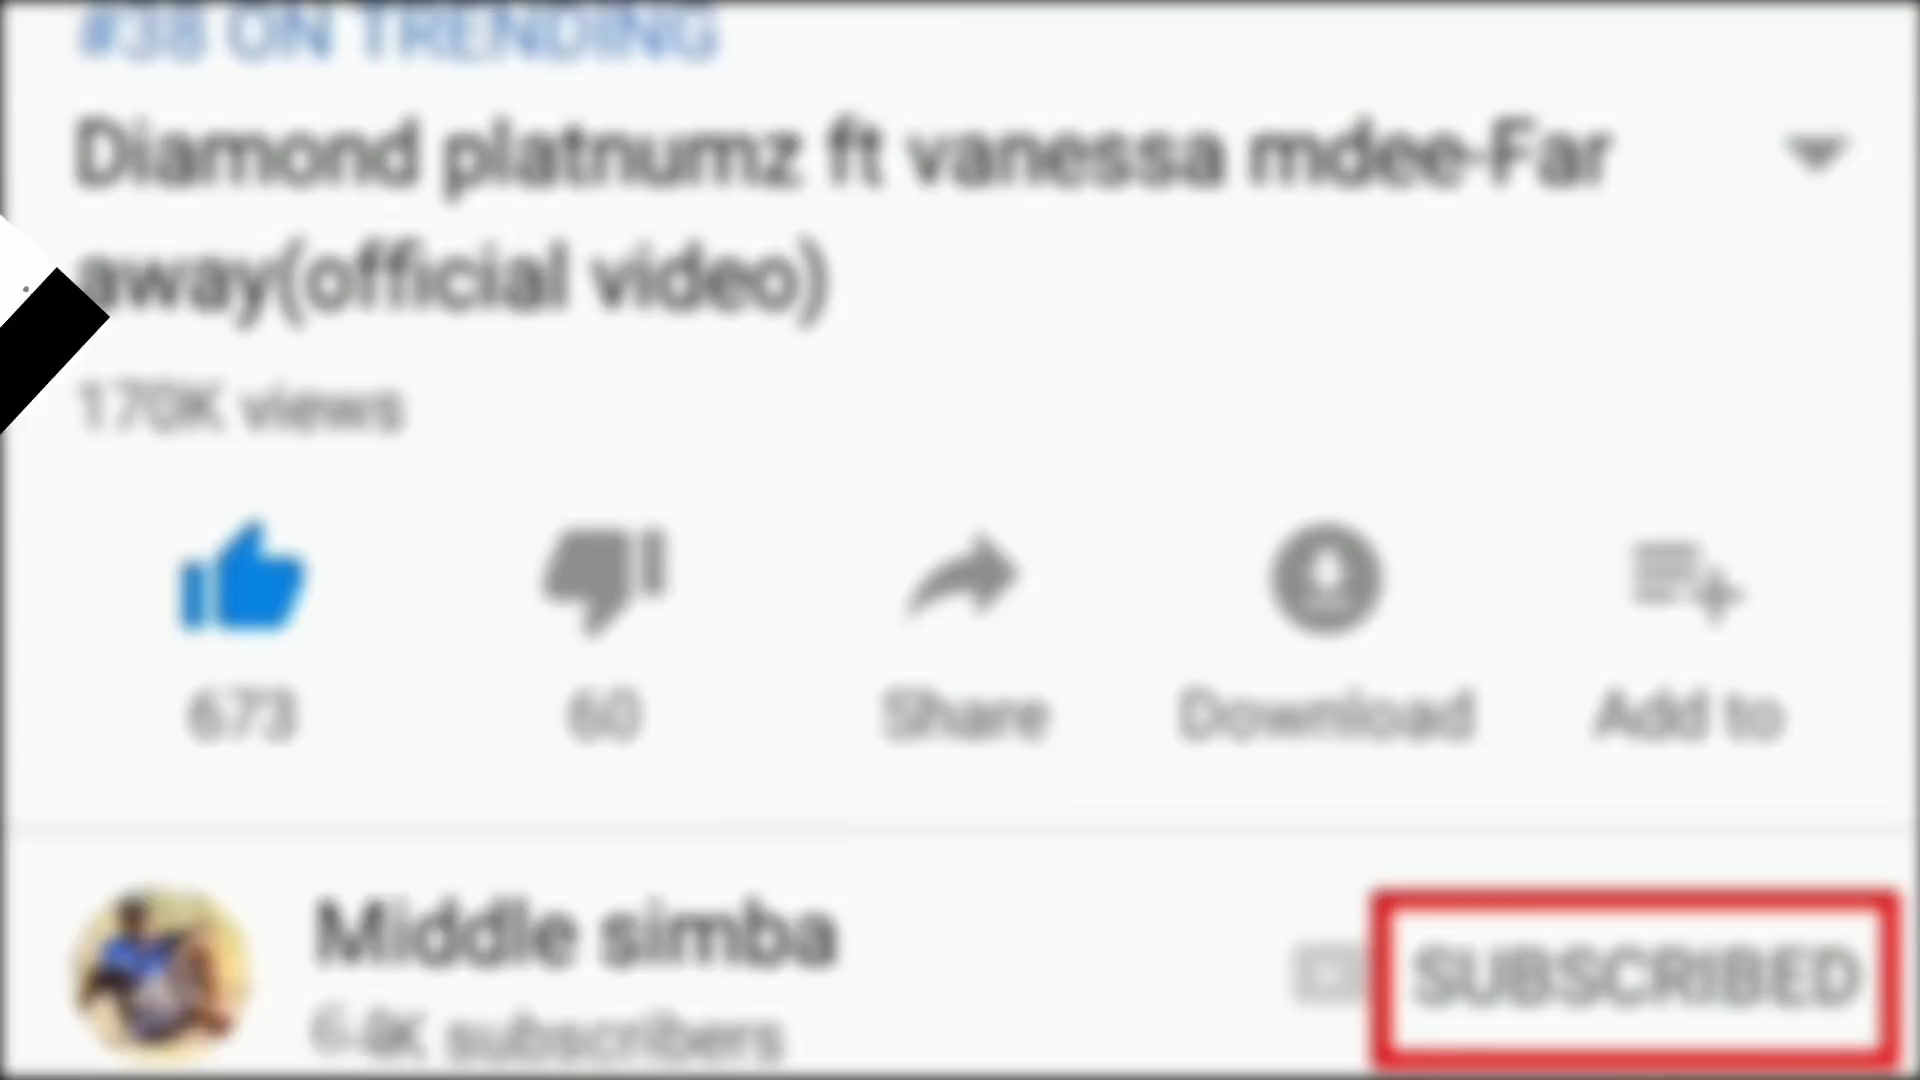 #38 ON TRENDING
Diamond platnumz ft vanessa mdee-Far
away(official video)
170K views
673
60
Share
Download
Add to
Middle simba
subscribers
SUBSCRIBED